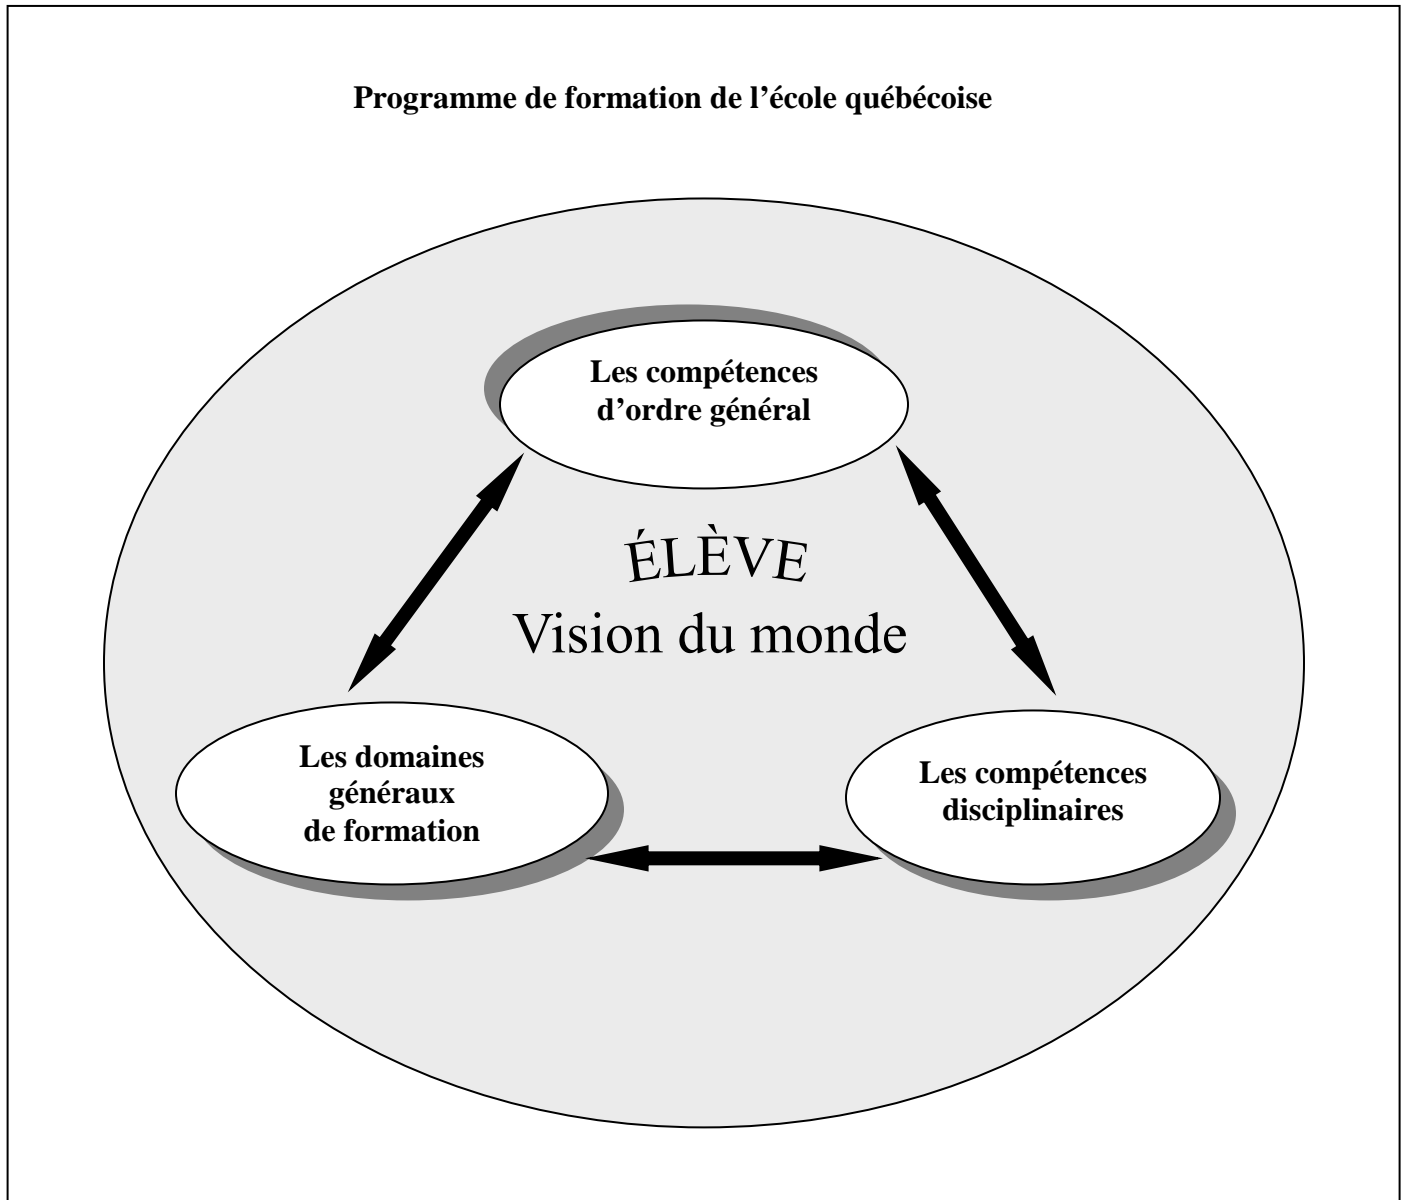 Programme de formation de l’école québécoise
Les compétences
d’ordre général
ÉLÈVE
Vision du monde
Les domaines
généraux
de formation
Les compétences
disciplinaires